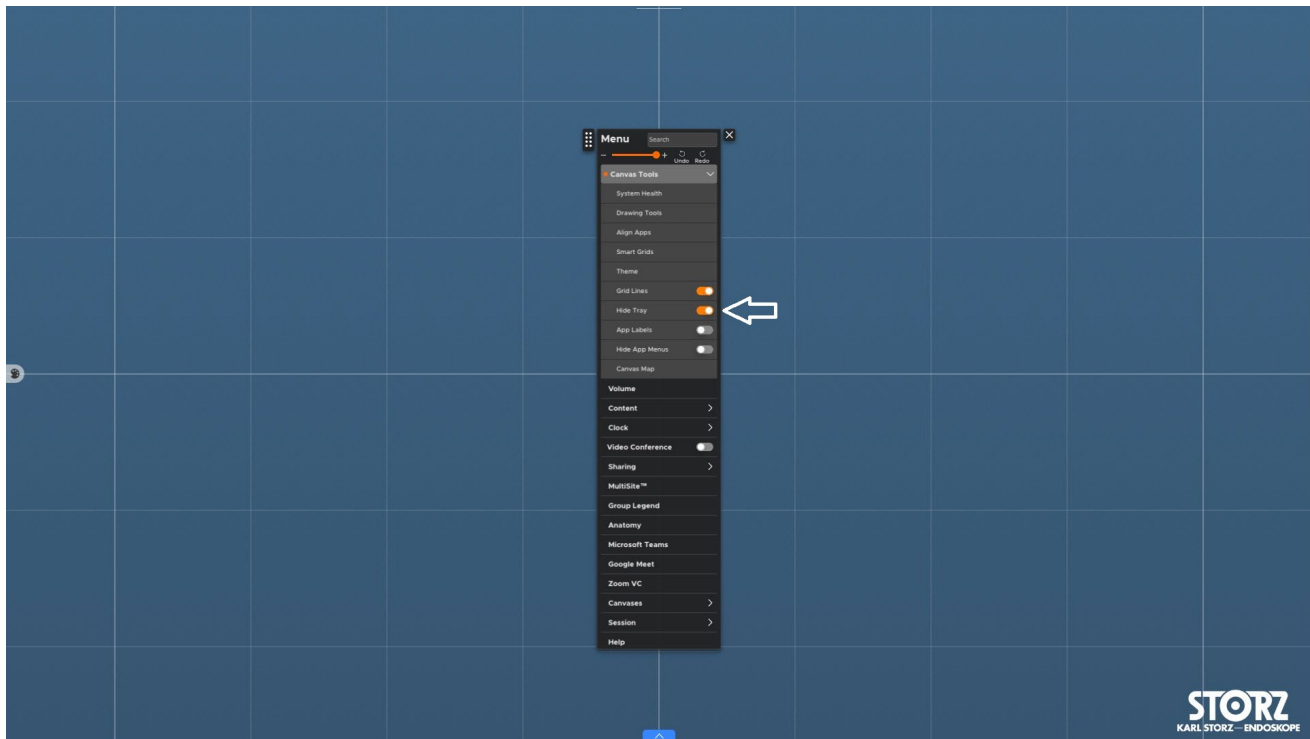 Menu
Search
- +
Undo Redo
Canvas Tools
System Health
Drawing Tools
Align Apps
Smart Grids
Theme
Grid Lines
Hide Tray
App Labels
Hide App Menus
Canvas Map
Volume
Content
Clock
Video Conference
Sharing
MultiSite™
Group Legend
Anatomy
Microsoft Teams
Google Meet
Zoom VC
Canvases
Session
Help
STORZ
KARL STORZ—ENDOSKOPE